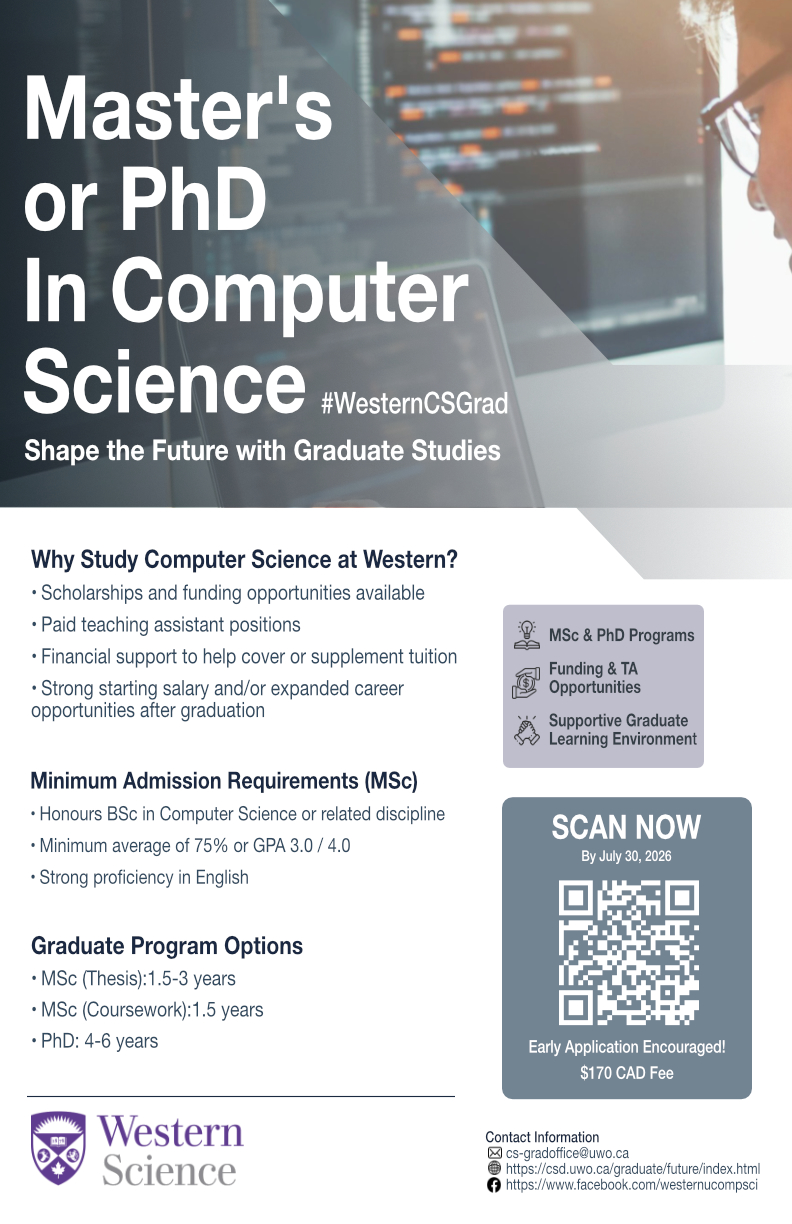 Master's
or PhD
In Computer
Science #WesternCSGrad
Shape the Future with Graduate Studies
Why Study Computer Science at Western?
• Scholarships and funding opportunities available
• Paid teaching assistant positions
• Financial support to help cover or supplement tuition
• Strong starting salary and/or expanded career
opportunities after graduation
Minimum Admission Requirements (MSc)
• Honours BSc in Computer Science or related discipline
• Minimum average of 75% or GPA 3.0 / 4.0
• Strong proficiency in English
Graduate Program Options
• MSc (Thesis):1.5-3 years
• MSc (Coursework):1.5 years
• PhD: 4-6 years
MSc & PhD Programs
Funding & TA
Opportunities
Supportive Graduate
Learning Environment
SCAN NOW
By July 30, 2026
Early Application Encouraged!
$170 CAD Fee
Western
Science
Contact Information
cs-gradoffice@uwo.ca
https://csd.uwo.ca/graduate/future/index.html
https://www.facebook.com/westernucompsci